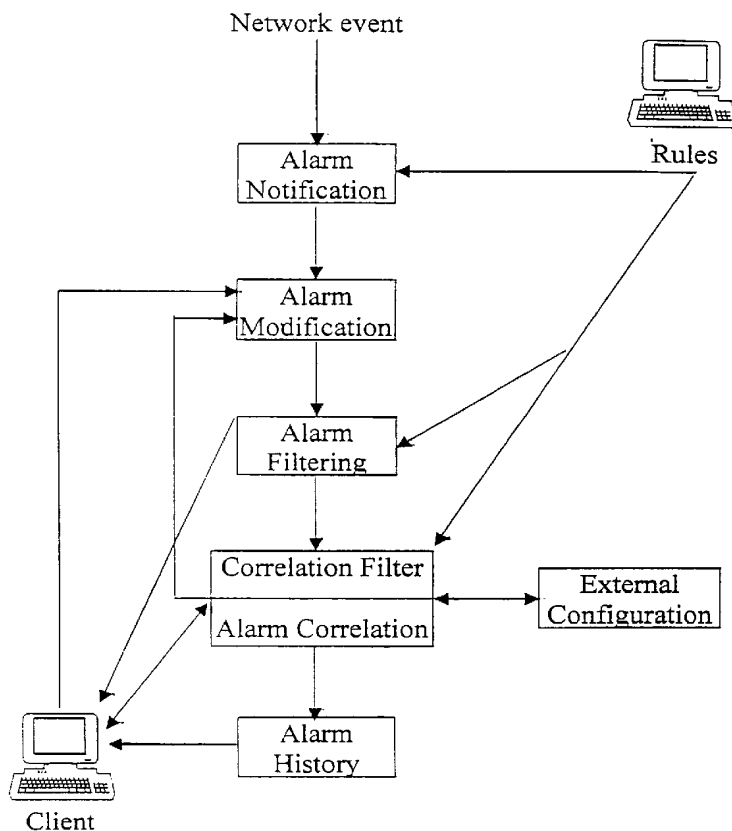 Network event
Rules
Alarm
Notification
Alarm
Modification
Alarm
Filtering
Correlation Filter
Alarm Correlation
External
Configuration
Alarm
History
Client